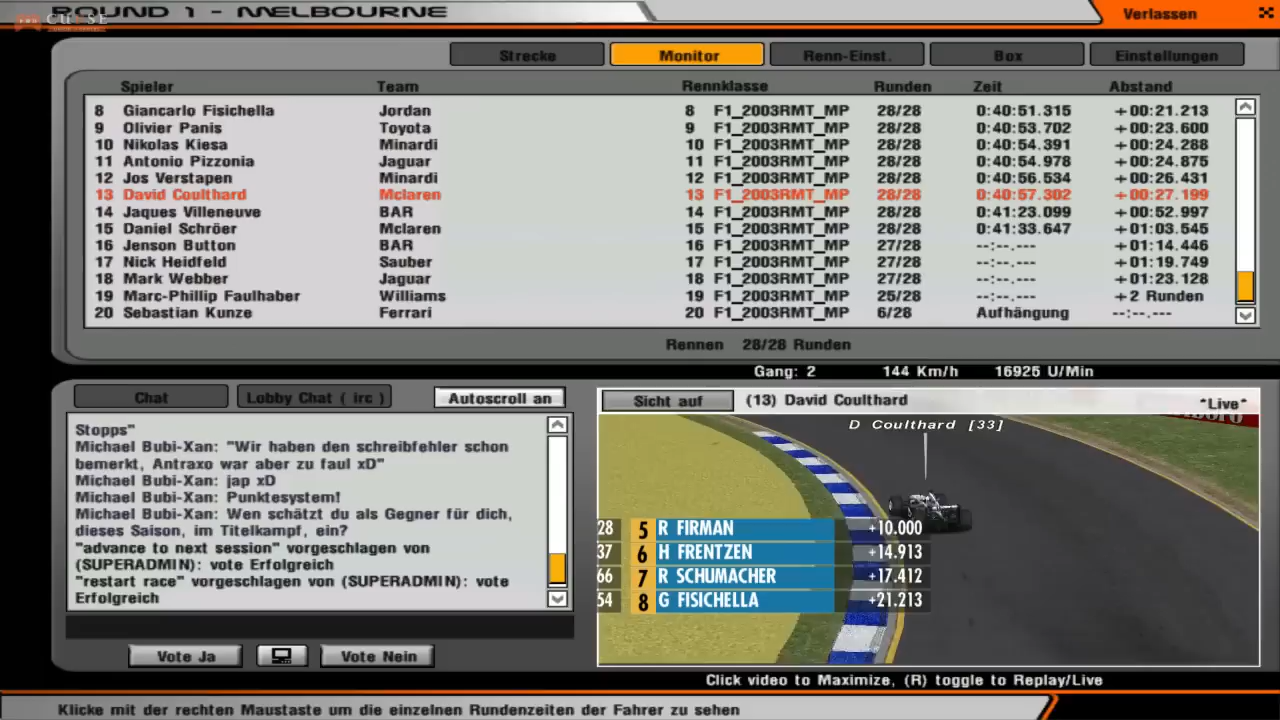 ROUND 1 - MELBOURNE
Verlassen
Strecke Monitor Renn-Einst. Box Einstellungen
Spieler Team Rennklasse Runden Zeit Abstand
8 Giancarlo Fisichella Jordan 8 F1_2003RMT_MP 28/28 0:40:51.315 +00:21.213
9 Olivier Panis Toyota 9 F1_2003RMT_MP 28/28 0:40:53.702 +00:23.600
10 Nikolas Kiesa Minardi 10 F1_2003RMT_MP 28/28 0:40:54.391 +00:24.288
11 Antonio Pizzonia Jaguar 11 F1_2003RMT_MP 28/28 0:40:54.978 +00:24.875
12 Jos Verstapen Minardi 12 F1_2003RMT_MP 28/28 0:40:56.534 +00:26.431
13 David Coulthard Mclaren 13 F1_2003RMT_MP 28/28 0:40:57.302 +00:27.199
14 Jaques Villeneuve BAR 14 F1_2003RMT_MP 28/28 0:41:23.099 +00:52.997
15 Daniel Schröer Mclaren 15 F1_2003RMT_MP 28/28 0:41:33.647 +01:03.545
16 Jenson Button BAR 16 F1_2003RMT_MP 27/28 --:--.--- +01:14.446
17 Nick Heidfeld Sauber 17 F1_2003RMT_MP 27/28 --:--.--- +01:19.749
18 Mark Webber Jaguar 18 F1_2003RMT_MP 27/28 --:--.--- +01:23.128
19 Marc-Phillip Faulhaber Williams 19 F1_2003RMT_MP 25/28 --:--.--- +2 Runden
20 Sebastian Kunze Ferrari 20 F1_2003RMT_MP 6/28 Aufhängung --:--.---
Rennen 28/28 Runden
Gang: 2 144 Km/h 16925 U/Min
Chat Lobby Chat ( irc ) Autoscroll an
Stopps"
Michael Bubi-Xan: "Wir haben den schreibfehler schon
bemerkt, Antraxo war aber zu faul xD"
Michael Bubi-Xan: jap xD
Michael Bubi-Xan: Punktesystem!
Michael Bubi-Xan: Wen schätzt du als Gegner für dich,
dieses Saison, im Titelkampf, ein?
"advance to next session" vorgeschlagen von
(SUPERADMIN): vote Erfolgreich
"restart race" vorgeschlagen von (SUPERADMIN): vote
Erfolgreich
Vote Ja Vote Nein
Sicht auf (13) David Coulthard *Live*
D Coulthard [33]
28 5 R FIRMAN +10.000
37 6 H FRENTZEN +14.913
66 7 R SCHUMACHER +17.412
54 8 G FISICHELLA +21.213
Click video to Maximize, (R) toggle to Replay/Live
Klicke mit der rechten Maustaste um die einzelnen Rundenzeiten der Fahrer zu sehen